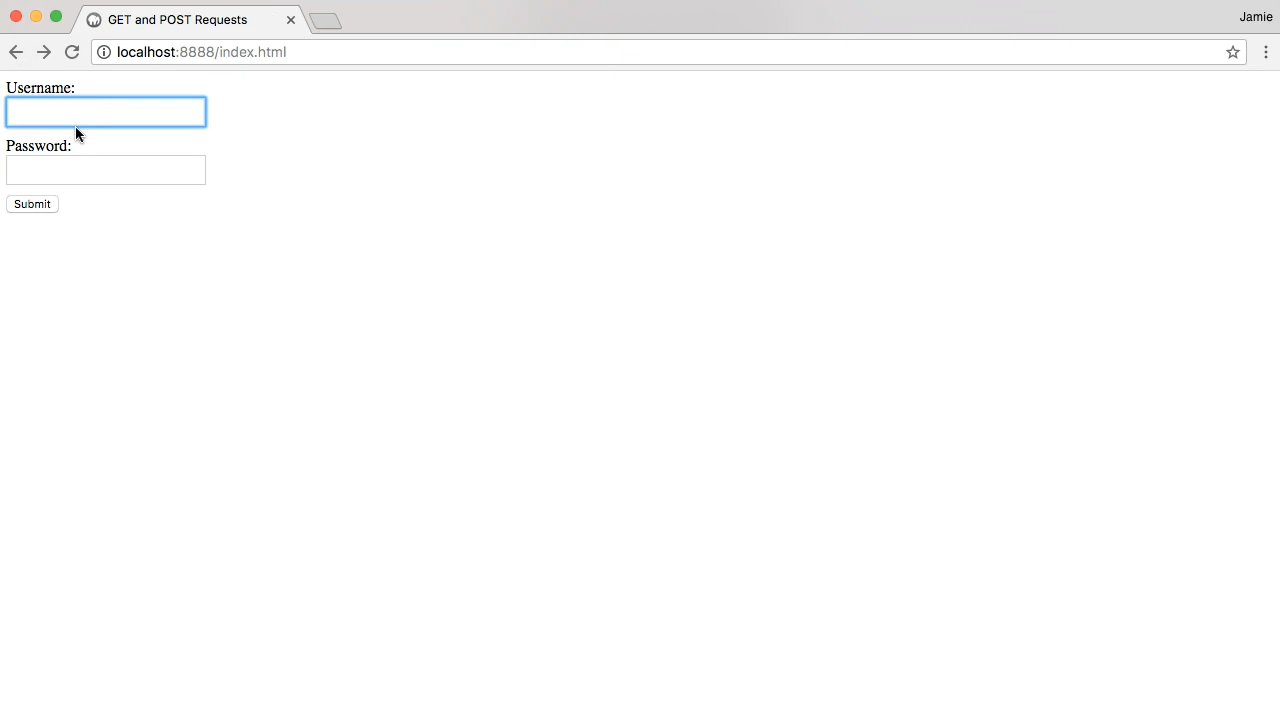 GET and POST Requests
Jamie
localhost:8888/index.html
Username:
Password:
Submit